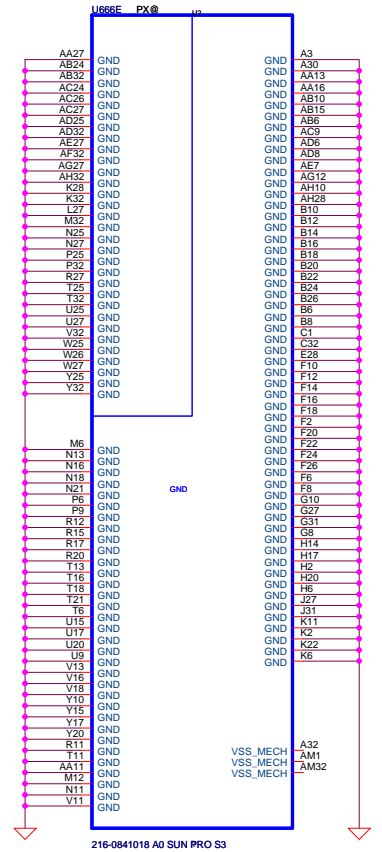 U666E PX@
AA27 GND
AB24 GND
AB32 GND
AC24 GND
AC26 GND
AC27 GND
AD25 GND
AD32 GND
AE27 GND
AF32 GND
AG27 GND
AH32 GND
K28 GND
K32 GND
L27 GND
M32 GND
N25 GND
N27 GND
P25 GND
P32 GND
R27 GND
T25 GND
T32 GND
U25 GND
U27 GND
V32 GND
W25 GND
W26 GND
W27 GND
Y25 GND
Y32 GND
M6 GND
N13 GND
N16 GND
N18 GND
N21 GND
P6 GND
P9 GND
R12 GND
R15 GND
R17 GND
R20 GND
T13 GND
T16 GND
T18 GND
T21 GND
T6 GND
U15 GND
U17 GND
U20 GND
U9 GND
V13 GND
V16 GND
V18 GND
Y10 GND
Y15 GND
Y17 GND
Y20 GND
R11 GND
T11 GND
AA11 GND
M12 GND
N11 GND
V11 GND
GND
GND A3
GND A30
GND AA13
GND AA16
GND AB10
GND AB15
GND AB6
GND AC9
GND AD6
GND AD8
GND AE7
GND AG12
GND AH10
GND AH28
GND B10
GND B12
GND B14
GND B16
GND B18
GND B20
GND B22
GND B24
GND B26
GND B6
GND B8
GND C1
GND C32
GND E28
GND F10
GND F12
GND F14
GND F16
GND F18
GND F2
GND F20
GND F22
GND F24
GND F26
GND F6
GND F8
GND G10
GND G27
GND G31
GND G8
GND H14
GND H17
GND H2
GND H20
GND H6
GND J27
GND J31
GND K11
GND K2
GND K22
GND K6
VSS_MECH A32
VSS_MECH AM1
VSS_MECH AM32
216-0841018 A0 SUN PRO S3